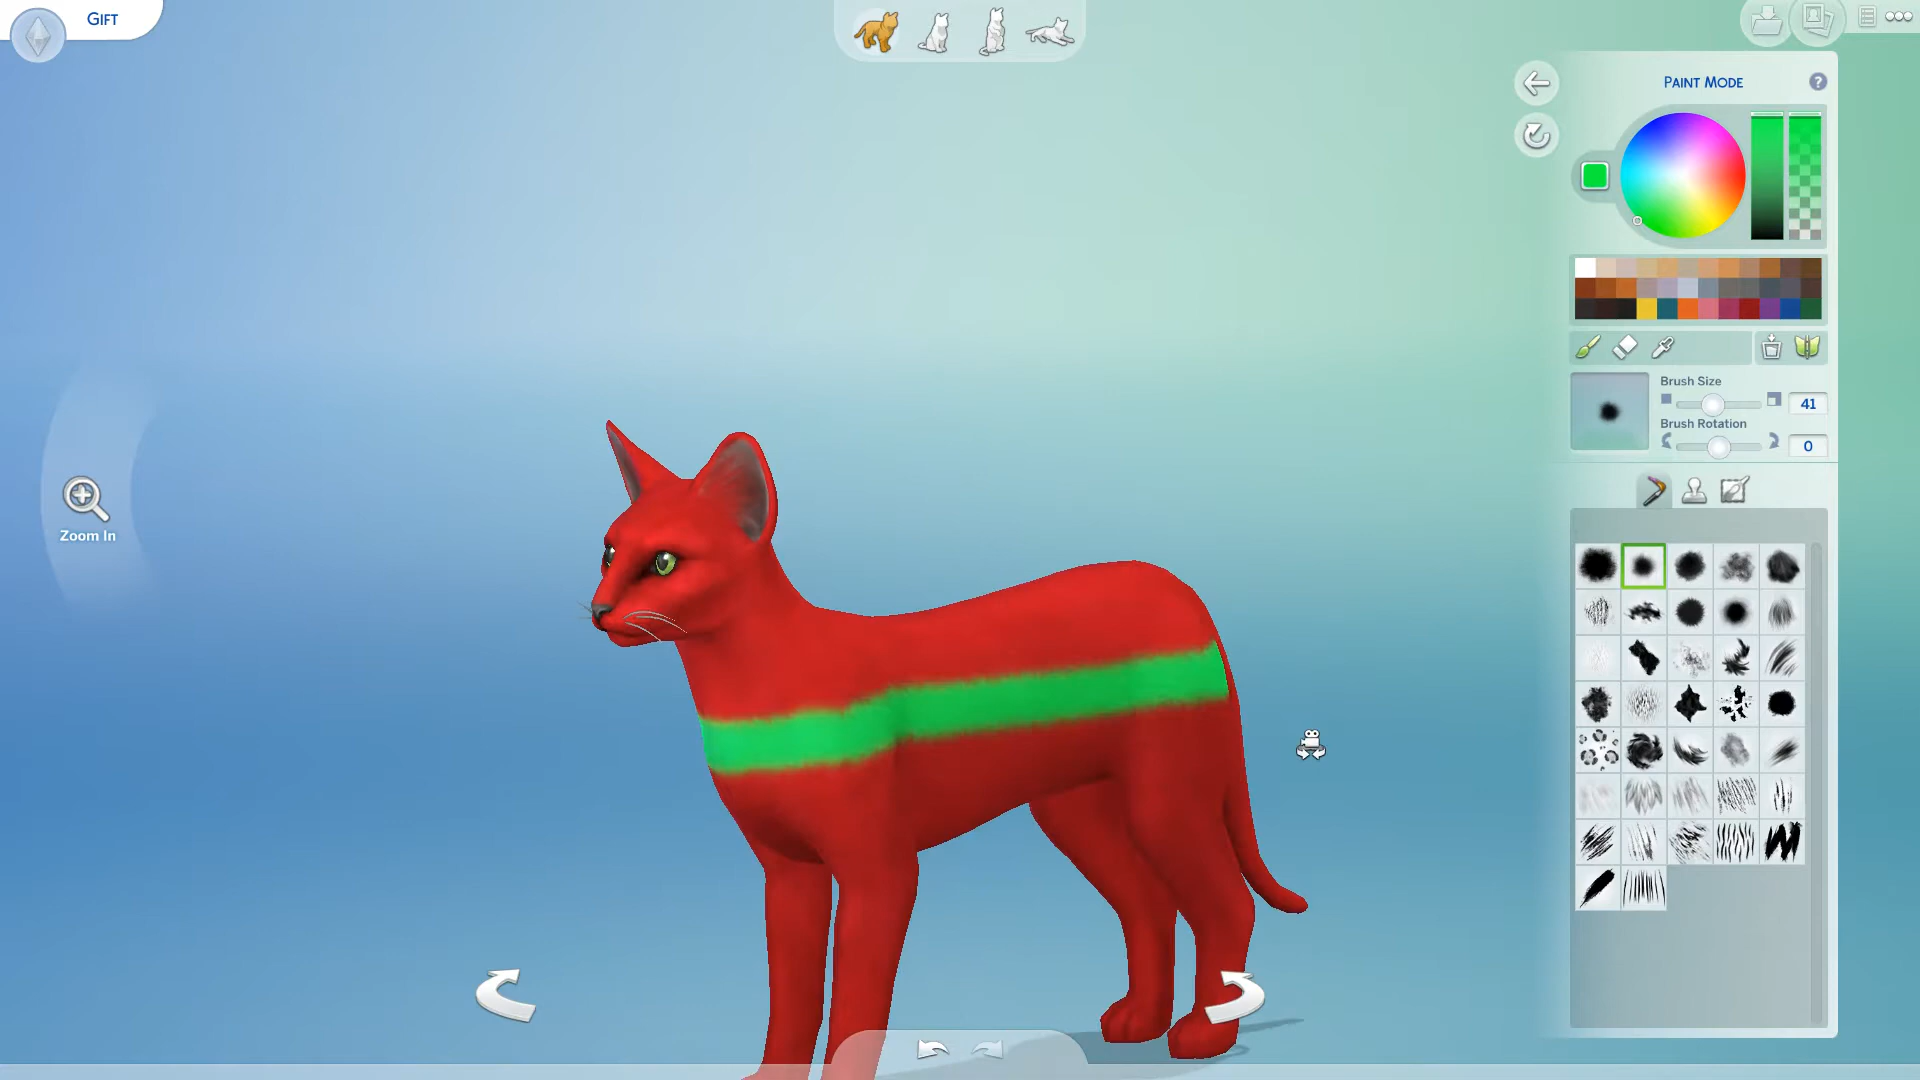 GIFT
PAINT MODE
?
Brush Size
41
Brush Rotation
0
Zoom In